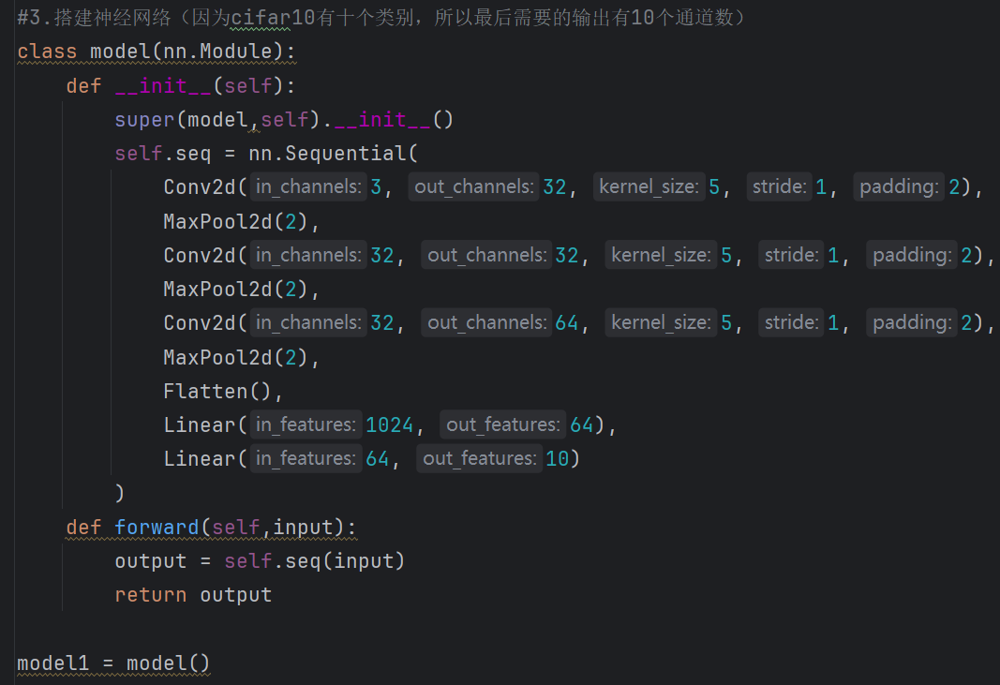 #3.搭建神经网络（因为cifar10有十个类别，所以最后需要的输出有10个通道数）
class model(nn.Module):
    def __init__(self):
        super(model,self).__init__()
        self.seq = nn.Sequential(
            Conv2d( in_channels: 3, out_channels: 32, kernel_size: 5, stride: 1, padding: 2),
            MaxPool2d(2),
            Conv2d( in_channels: 32, out_channels: 32, kernel_size: 5, stride: 1, padding: 2),
            MaxPool2d(2),
            Conv2d( in_channels: 32, out_channels: 64, kernel_size: 5, stride: 1, padding: 2),
            MaxPool2d(2),
            Flatten(),
            Linear( in_features: 1024, out_features: 64),
            Linear( in_features: 64, out_features: 10)
        )
    def forward(self,input):
        output = self.seq(input)
        return output
model1 = model()